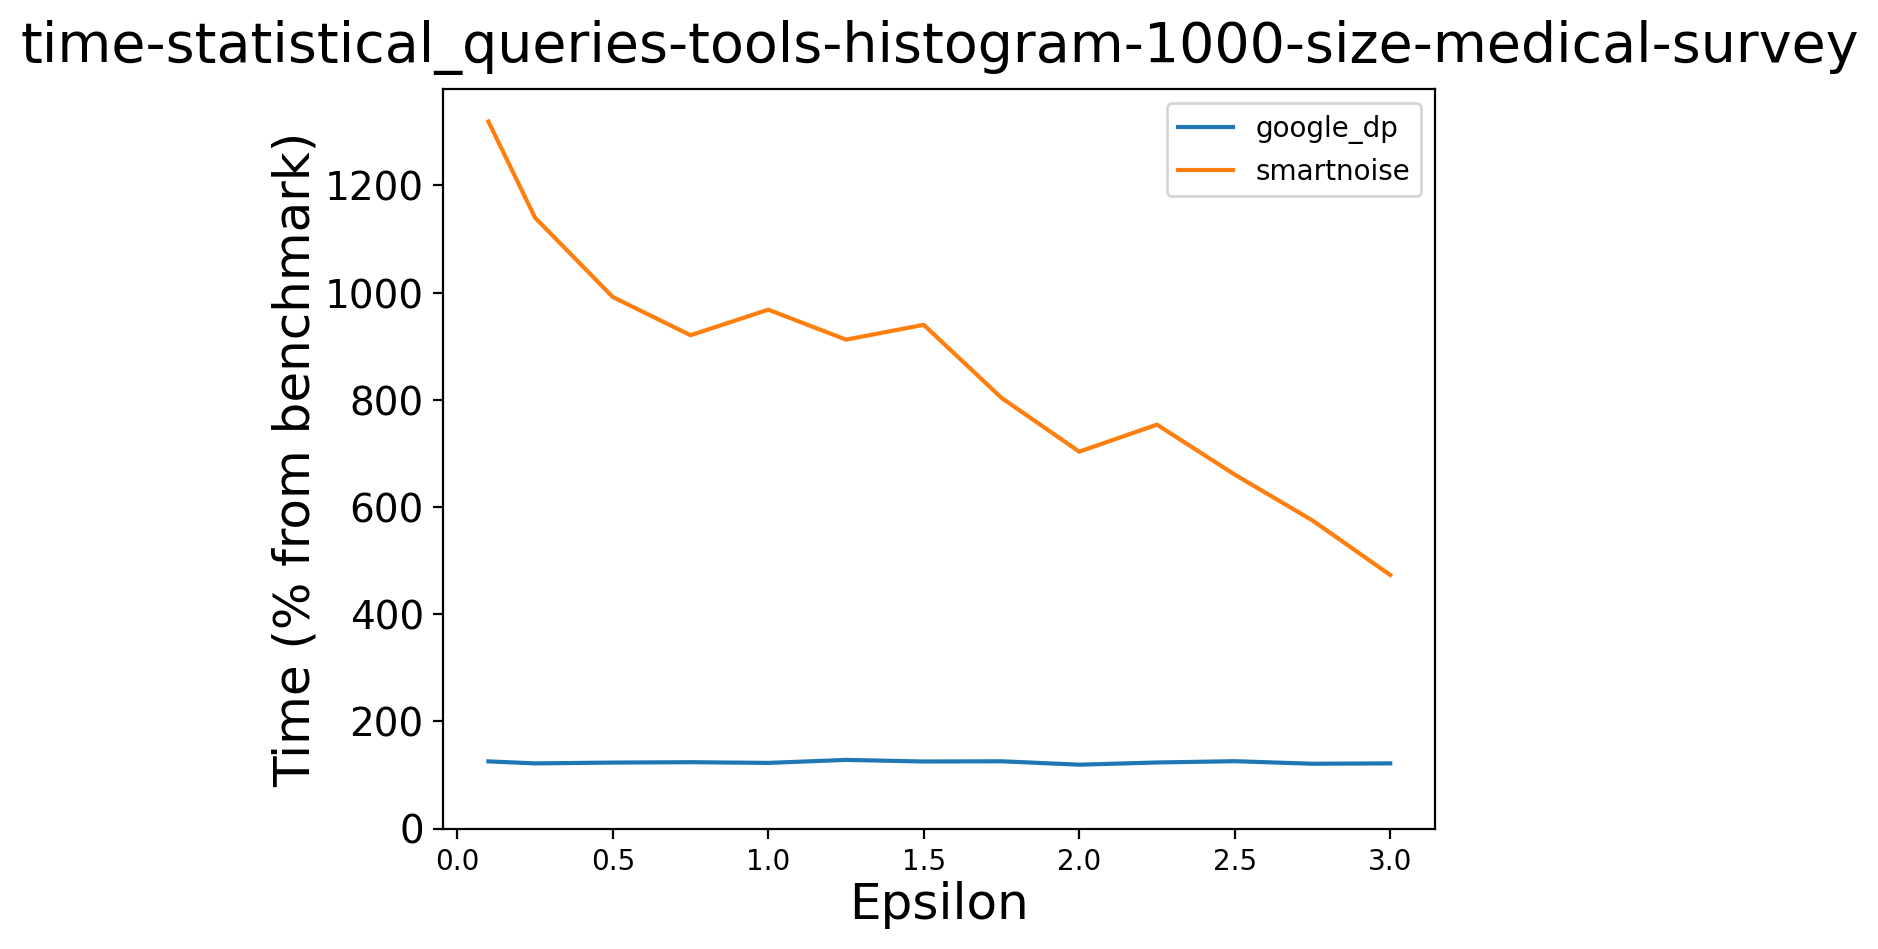 time-statistical_queries-tools-histogram-1000-size-medical-survey
google_dp
smartnoise
Time (% from benchmark)
1200
1000
800
600
400
200
0
0.0 0.5 1.0 1.5 2.0 2.5 3.0
Epsilon